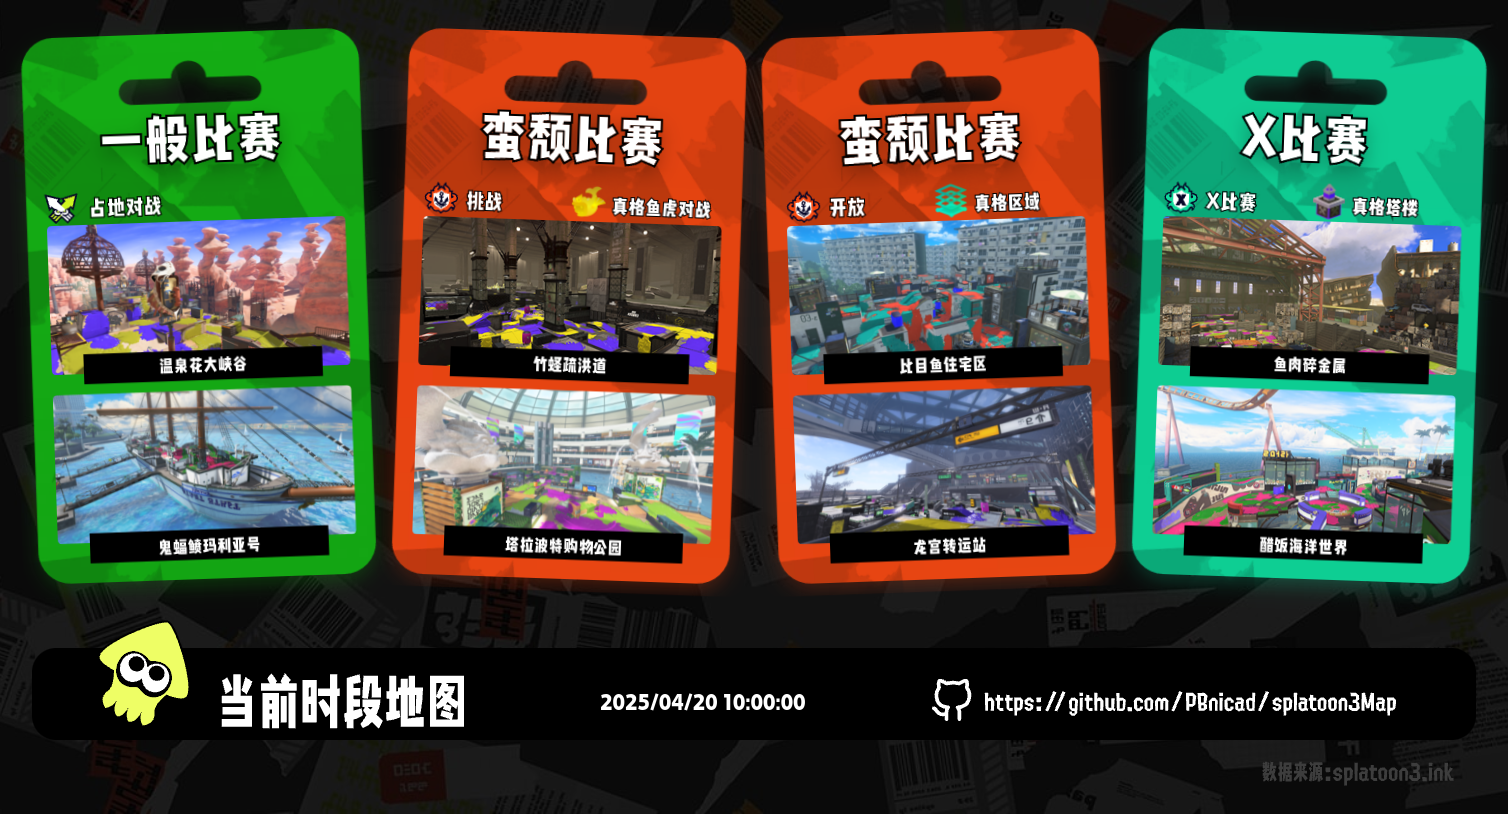 一般比赛
占地对战
温泉花大峡谷
鬼蝠鲼玛利亚号
蛮颓比赛
挑战
真格鱼虎对战
竹蛏疏洪道
塔拉波特购物公园
蛮颓比赛
开放
真格区域
比目鱼住宅区
龙宫转运站
X比赛
X比赛
真格塔楼
鱼肉碎金属
醋饭海洋世界
当前时段地图
2025/04/20 10:00:00
https://github.com/PBnicad/splatoon3Map
数据来源:splatoon3.ink